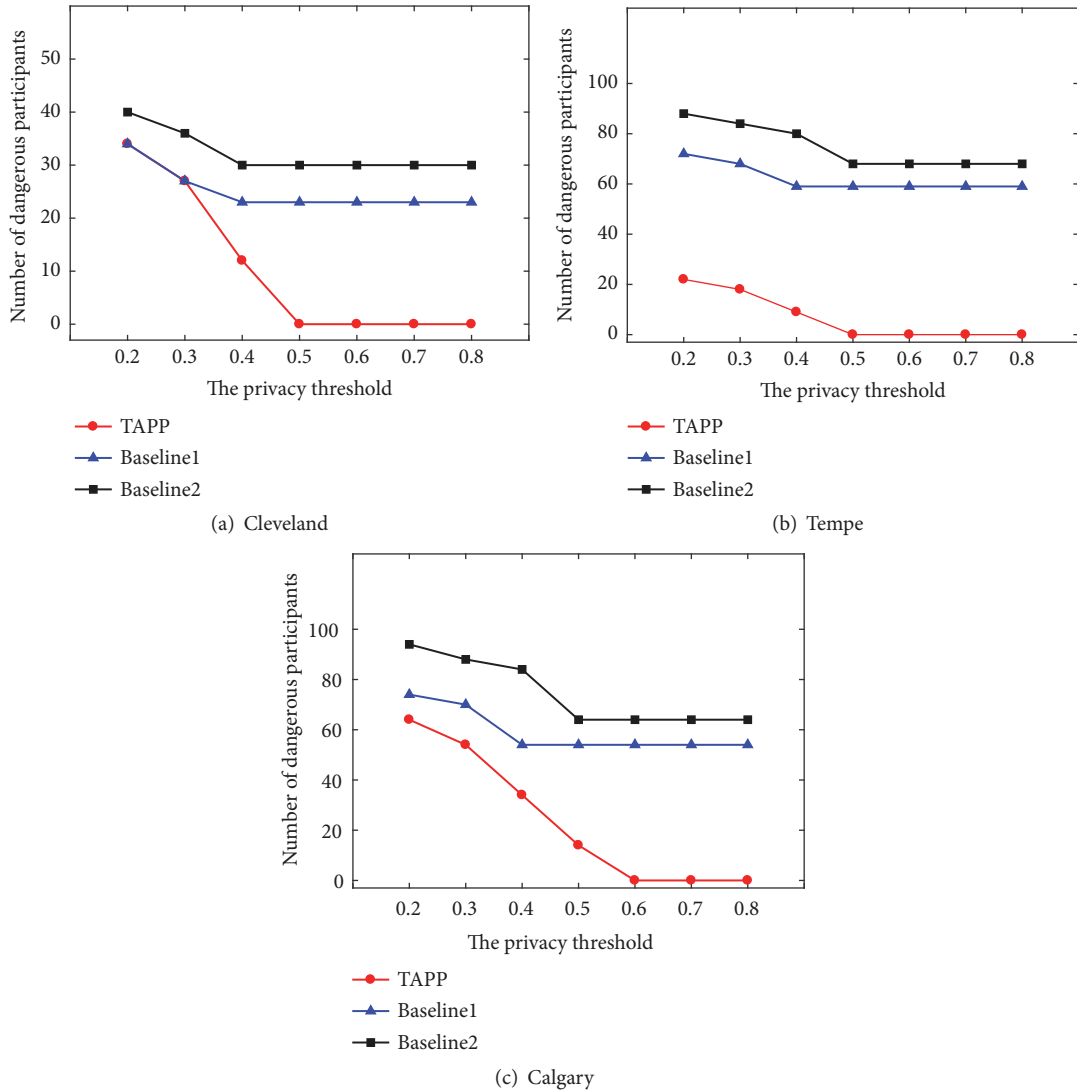 Number of dangerous participants
50
40
30
20
10
0
0.2 0.3 0.4 0.5 0.6 0.7 0.8
The privacy threshold
TAPP
Baseline1
Baseline2
(a) Cleveland
Number of dangerous participants
100
80
60
40
20
0
0.2 0.3 0.4 0.5 0.6 0.7 0.8
The privacy threshold
TAPP
Baseline1
Baseline2
(b) Tempe
Number of dangerous participants
100
80
60
40
20
0
0.2 0.3 0.4 0.5 0.6 0.7 0.8
The privacy threshold
TAPP
Baseline1
Baseline2
(c) Calgary